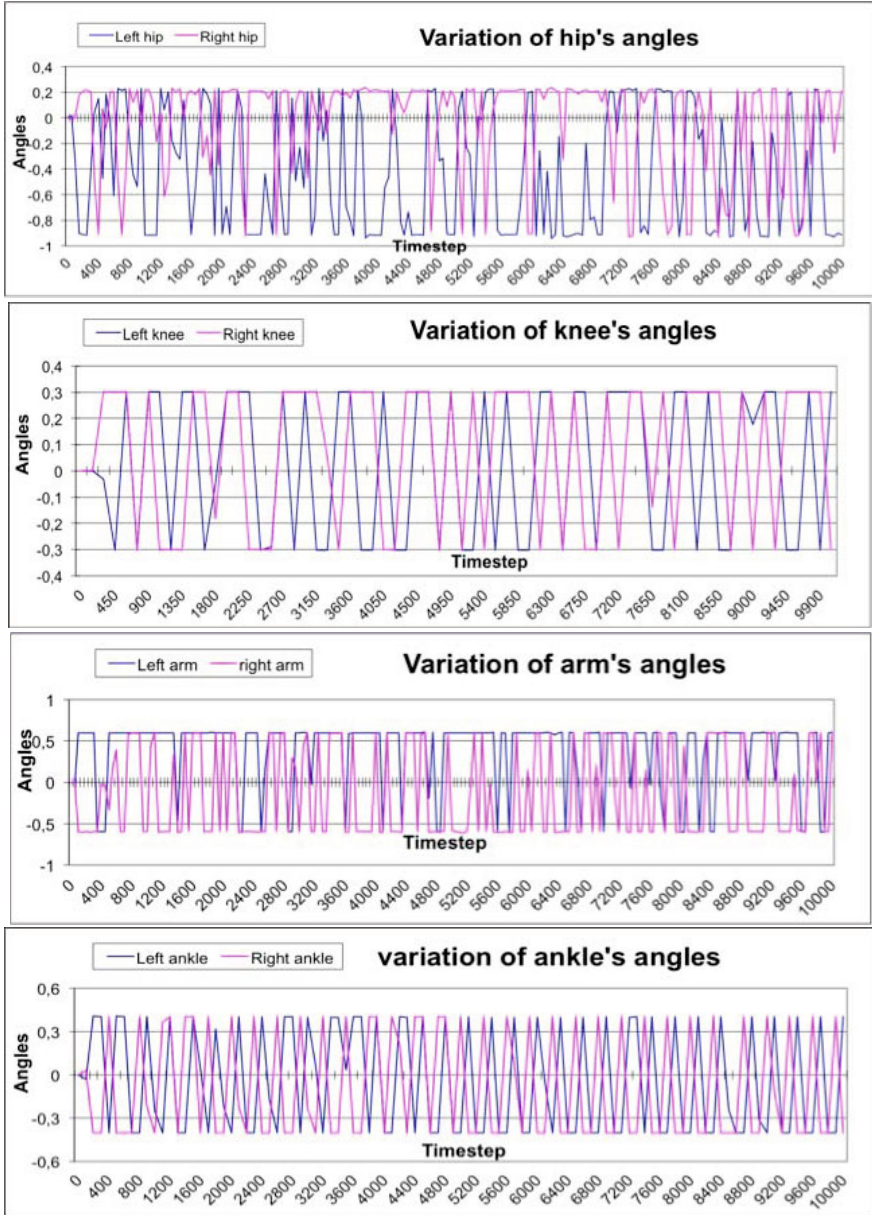 Left hip Right hip Variation of hip's angles
Angles
0,4
0,2
0
-0,2
-0,4
-0,6
-0,8
-1
Timestep
0 400 800 1200 1600 2000 2400 2800 3200 3600 4000 4400 4800 5200 5600 6000 6400 6800 7200 7600 8000 8400 8800 9200 9600 10000
Left knee Right knee Variation of knee's angles
Angles
0,4
0,3
0,2
0,1
0
-0,1
-0,2
-0,3
-0,4
Timestep
0 450 900 1350 1800 2250 2700 3150 3600 4050 4500 4950 5400 5850 6300 6750 7200 7650 8100 8550 9000 9450 9900
Left arm right arm Variation of arm's angles
Angles
1
0,5
0
-0,5
-1
Timestep
0 400 800 1200 1600 2000 2400 2800 3200 3600 4000 4400 4800 5200 5600 6000 6400 6800 7200 7600 8000 8400 8800 9200 9600 10000
Left ankle Right ankle variation of ankle's angles
Angles
0,6
0,3
0
-0,3
-0,6
Timestep
0 400 800 1200 1600 2000 2400 2800 3200 3600 4000 4400 4800 5200 5600 6000 6400 6800 7200 7600 8000 8400 8800 9200 9600 10000